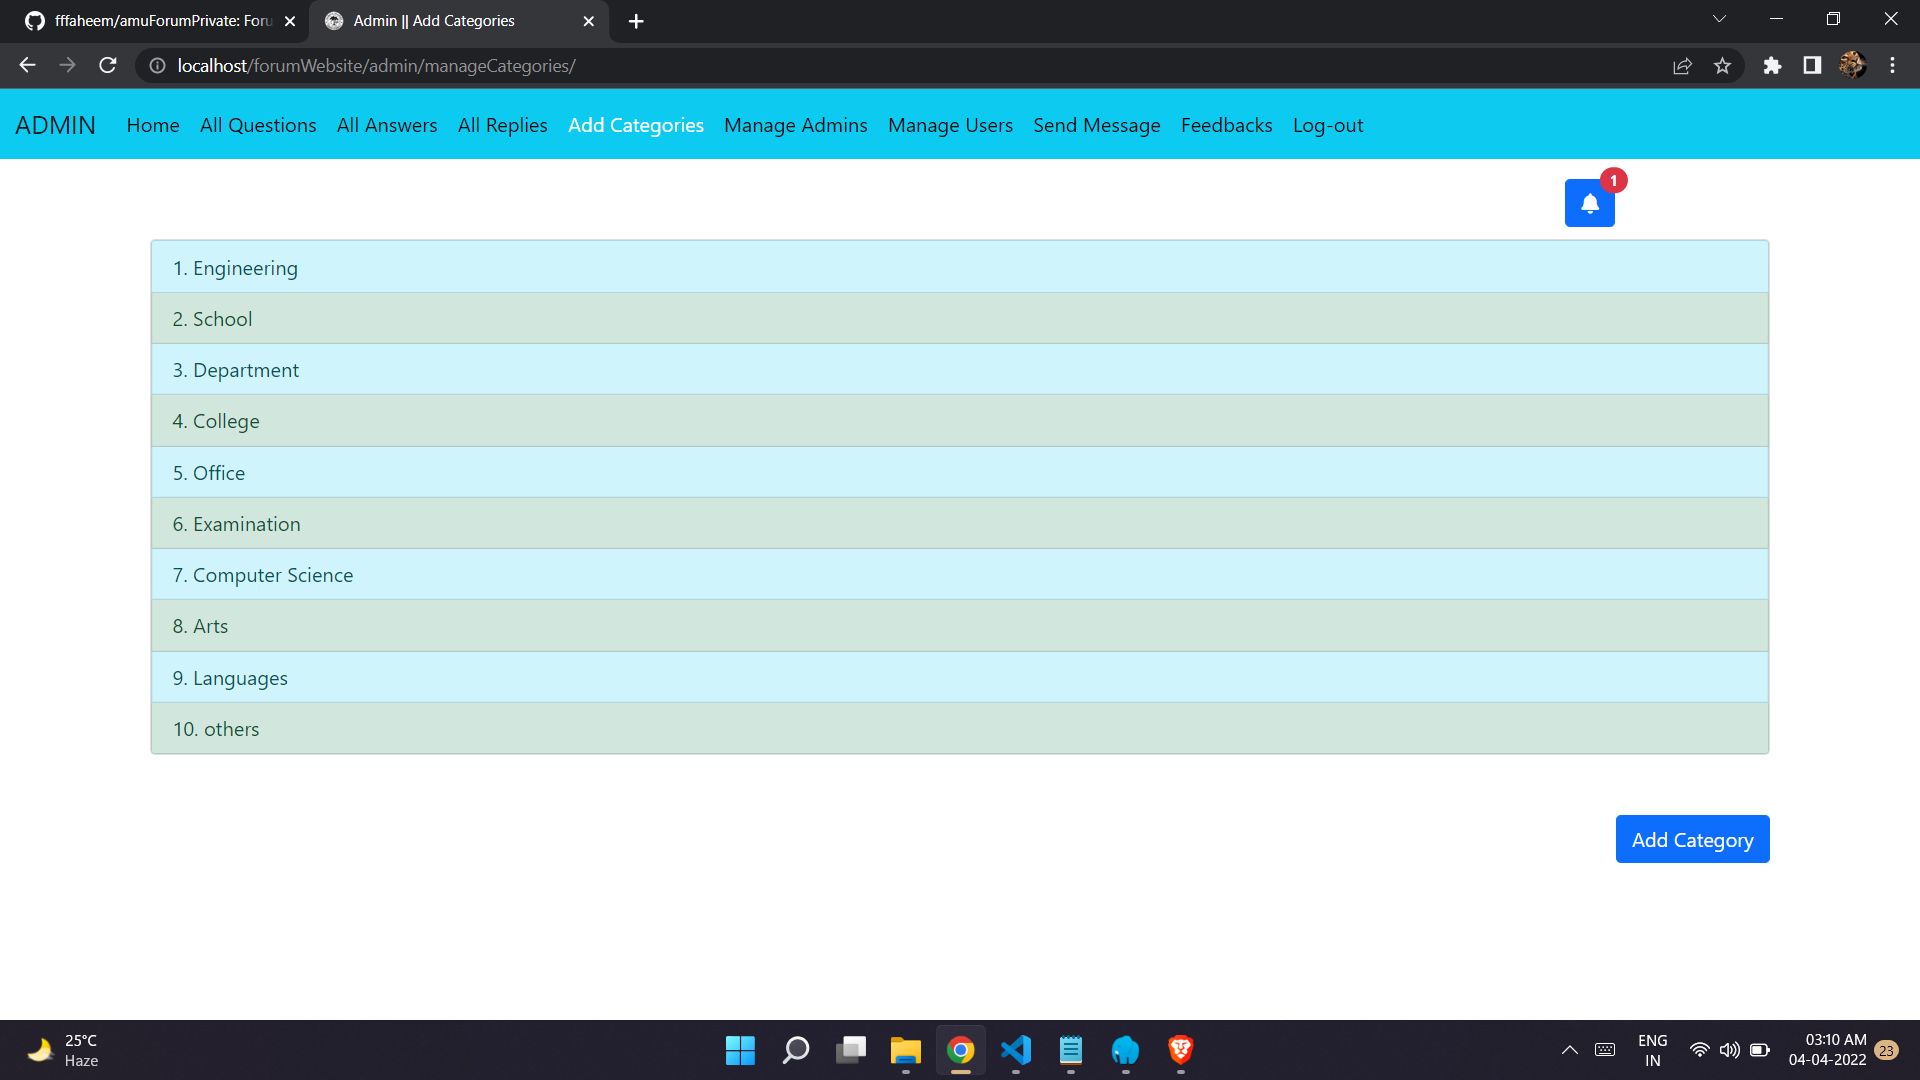 fffaheem/amuForumPrivate: Foru
Admin || Add Categories
localhost/forumWebsite/admin/manageCategories/
ADMIN Home All Questions All Answers All Replies Add Categories Manage Admins Manage Users Send Message Feedbacks Log-out
1
1. Engineering
2. School
3. Department
4. College
5. Office
6. Examination
7. Computer Science
8. Arts
9. Languages
10. others
Add Category
25°C
Haze
ENG
IN
03:10 AM
04-04-2022
23